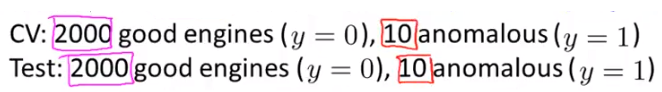 CV: 2000 good engines (y = 0), 10 anomalous (y = 1)
Test: 2000 good engines (y = 0), 10 anomalous (y = 1)